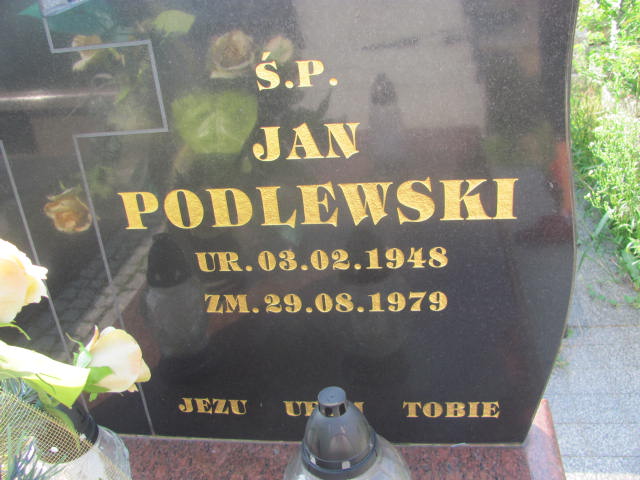 Ś.P.
JAN
PODLEWSKI
UR.03.02.1948
ZM.29.08.1979
JEZU TOBIE